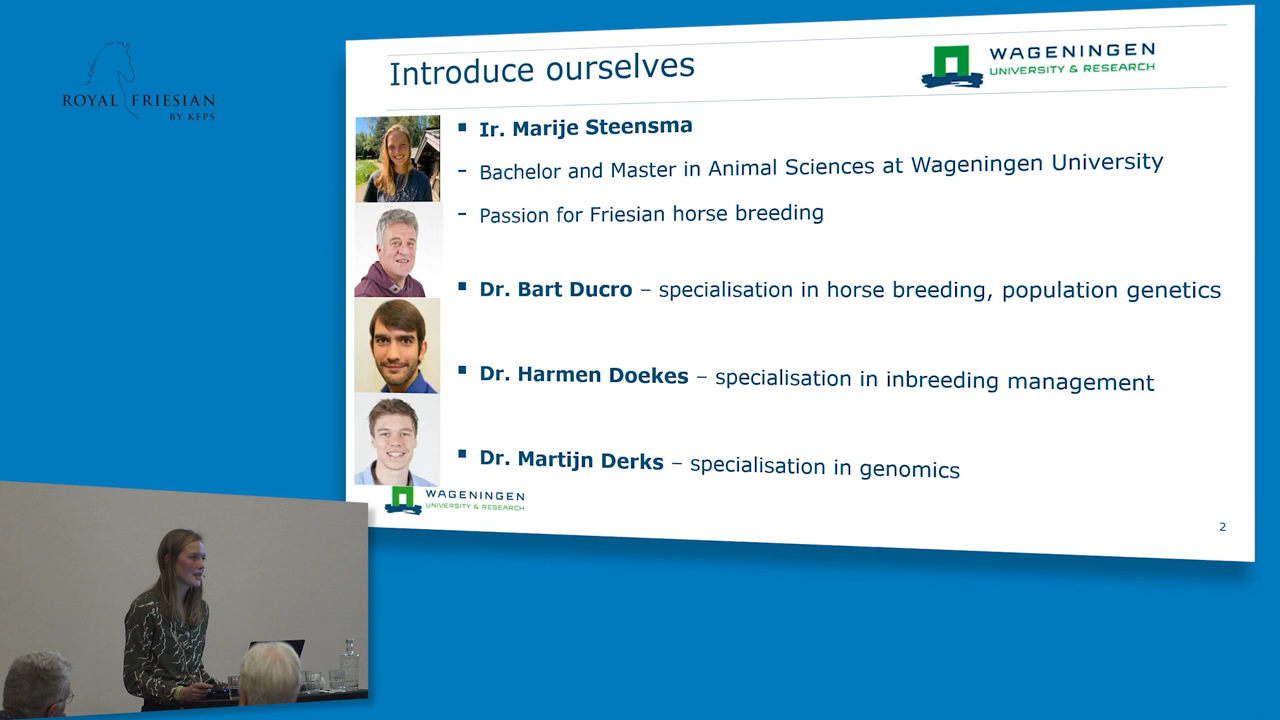 ROYAL FRIESIAN
BY KFPS
Introduce ourselves
WAGENINGEN
UNIVERSITY & RESEARCH
▪ Ir. Marije Steensma
- Bachelor and Master in Animal Sciences at Wageningen University
- Passion for Friesian horse breeding
▪ Dr. Bart Ducro – specialisation in horse breeding, population genetics
▪ Dr. Harmen Doekes – specialisation in inbreeding management
▪ Dr. Martijn Derks – specialisation in genomics
WAGENINGEN
UNIVERSITY & RESEARCH
2